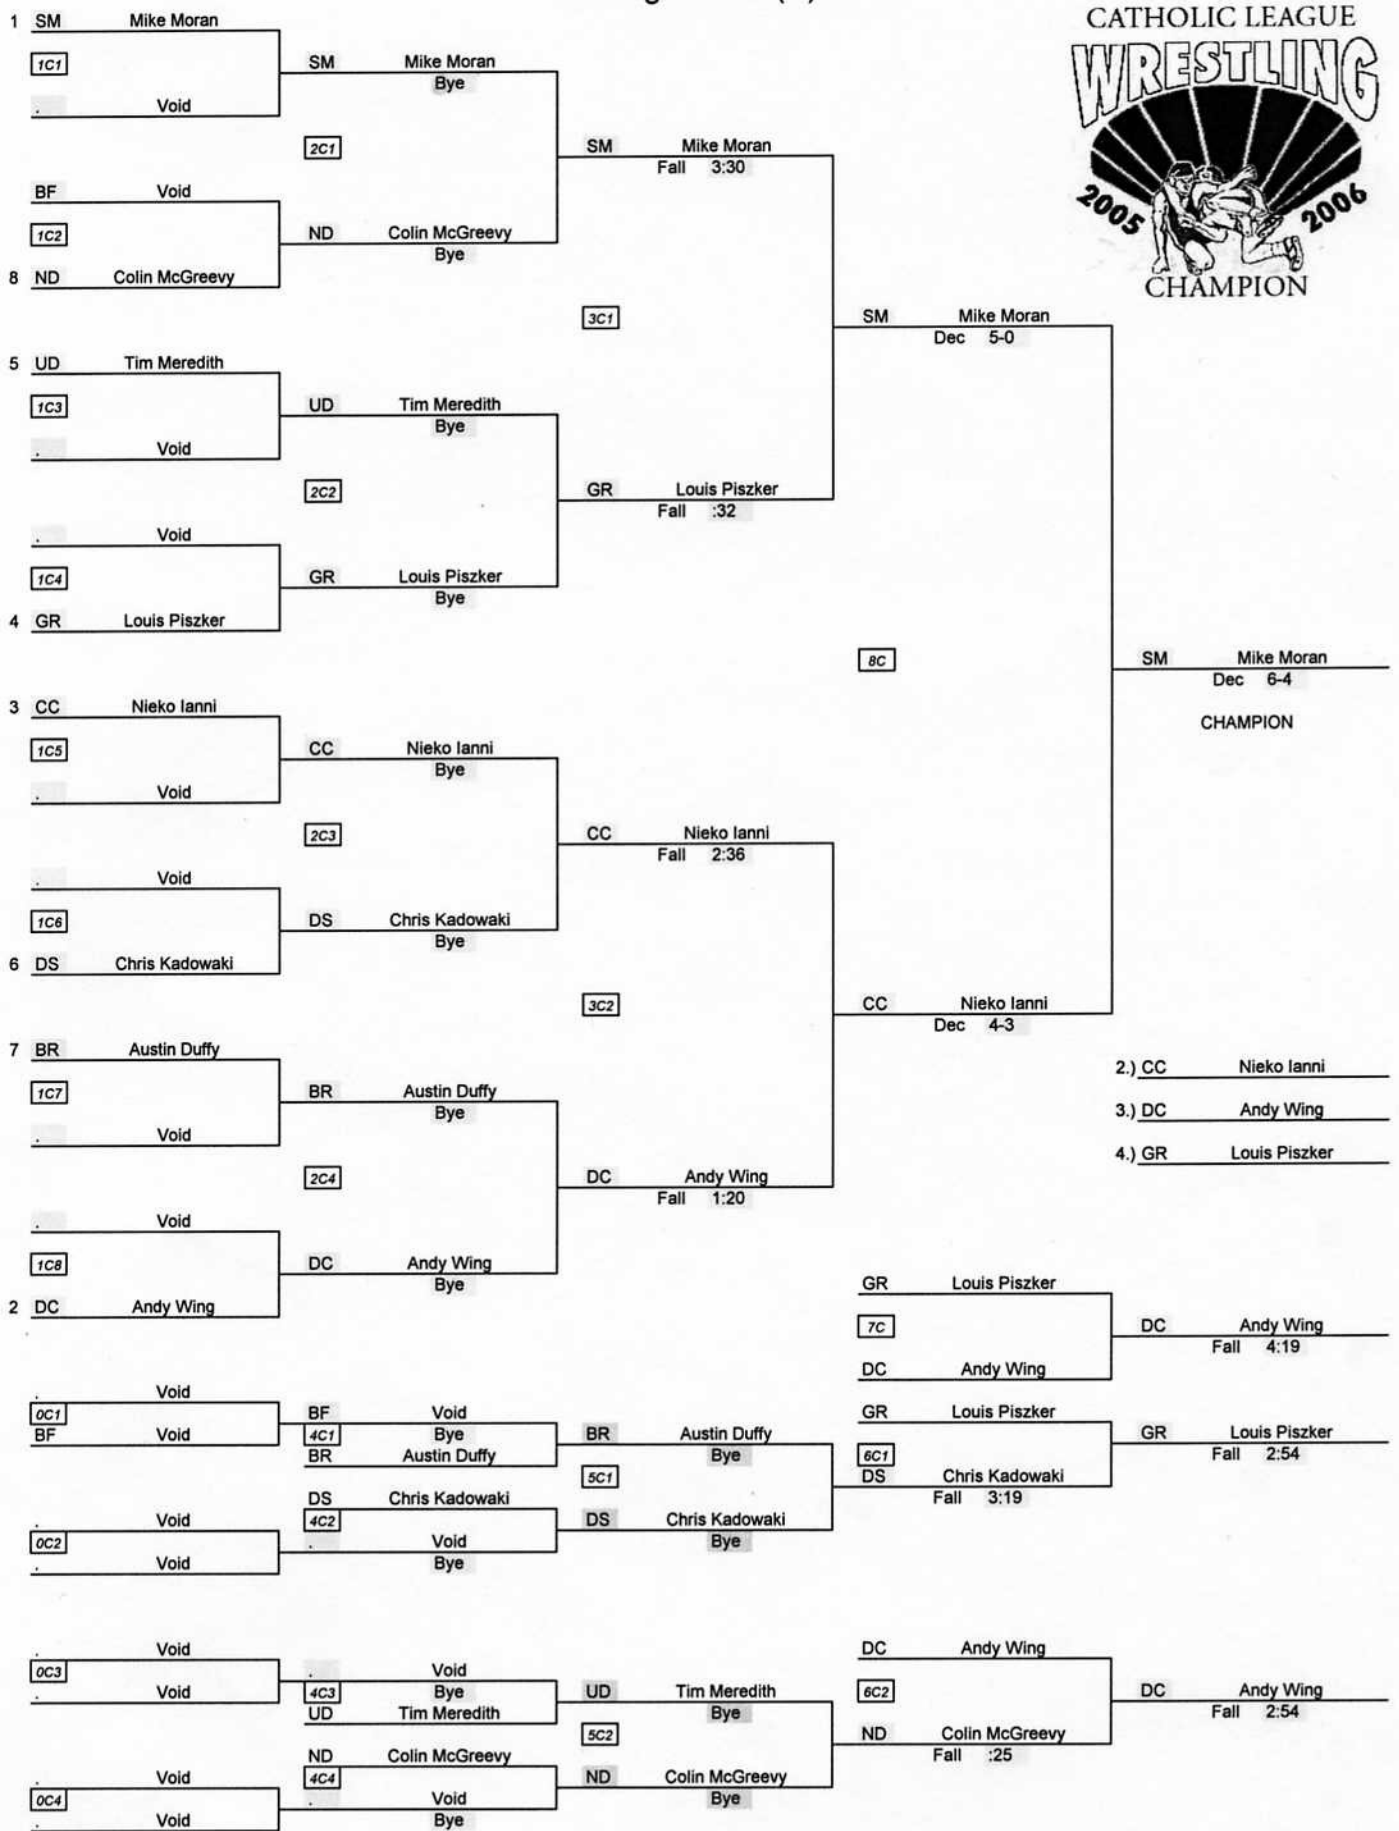 CATHOLIC LEAGUE
WRESTLING
2005 2006
CHAMPION
1 SM Mike Moran
1C1
. Void
SM Mike Moran
Bye
2C1
BF Void
1C2
8 ND Colin McGreevy
ND Colin McGreevy
Bye
SM Mike Moran
Fall 3:30
3C1
5 UD Tim Meredith
1C3
. Void
UD Tim Meredith
Bye
2C2
. Void
1C4
4 GR Louis Piszker
GR Louis Piszker
Bye
GR Louis Piszker
Fall :32
SM Mike Moran
Dec 5-0
8C
SM Mike Moran
Dec 6-4
CHAMPION
3 CC Nieko Ianni
1C5
. Void
CC Nieko Ianni
Bye
2C3
. Void
1C6
6 DS Chris Kadowaki
DS Chris Kadowaki
Bye
CC Nieko Ianni
Fall 2:36
3C2
7 BR Austin Duffy
1C7
. Void
BR Austin Duffy
Bye
2C4
. Void
1C8
2 DC Andy Wing
DC Andy Wing
Bye
DC Andy Wing
Fall 1:20
CC Nieko Ianni
Dec 4-3
2.) CC Nieko Ianni
3.) DC Andy Wing
4.) GR Louis Piszker
GR Louis Piszker
7C
DC Andy Wing
DC Andy Wing
Fall 4:19
. Void
0C1
BF Void
BF Void
4C1 Bye
BR Austin Duffy
BR Austin Duffy
Bye
5C1
. Void
0C2
. Void
DS Chris Kadowaki
4C2
. Void
Bye
DS Chris Kadowaki
Bye
GR Louis Piszker
6C1
DS Chris Kadowaki
Fall 3:19
GR Louis Piszker
Fall 2:54
. Void
0C3
. Void
. Void
4C3 Bye
UD Tim Meredith
UD Tim Meredith
Bye
5C2
. Void
0C4
. Void
ND Colin McGreevy
4C4
. Void
Bye
ND Colin McGreevy
Bye
DC Andy Wing
6C2
ND Colin McGreevy
Fall :25
DC Andy Wing
Fall 2:54